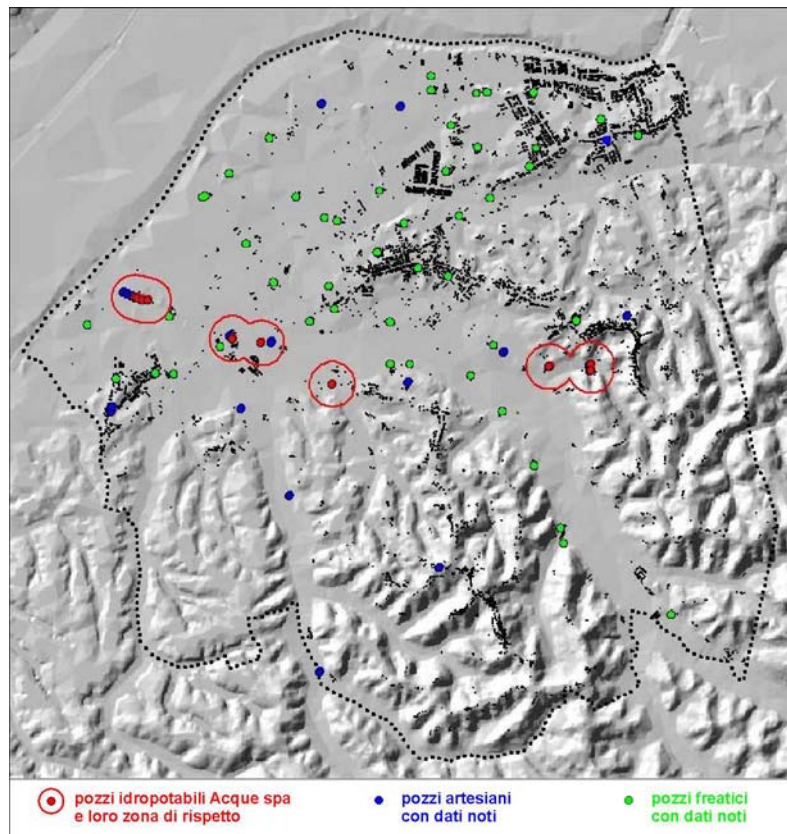 pozzi idropotabili Acque spa
e loro zona di rispetto
pozzi artesiani
con dati noti
pozzi freatici
con dati noti